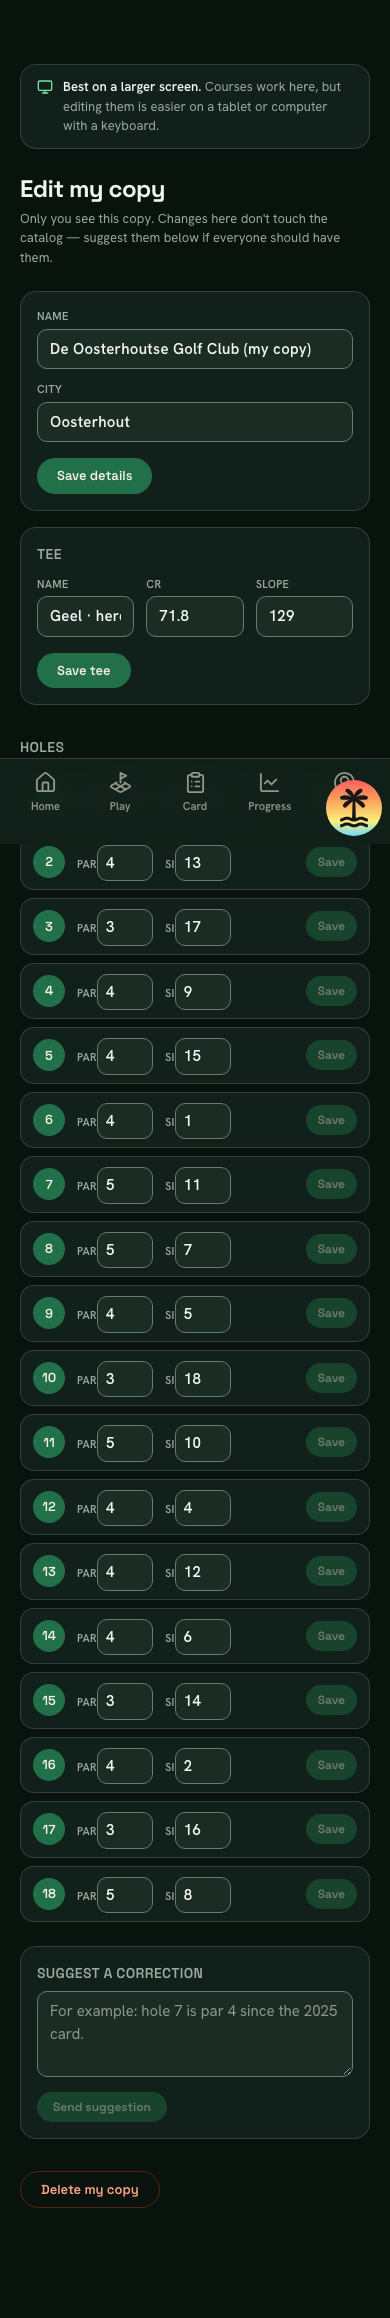 Best on a larger screen. Courses work here, but
editing them is easier on a tablet or computer
with a keyboard.
Edit my copy
Only you see this copy. Changes here don't touch the
catalog — suggest them below if everyone should have
them.
NAME
De Oosterhoutse Golf Club (my copy)
CITY
Oosterhout
Save details
TEE
NAME CR SLOPE
Geel · here 71.8 129
Save tee
HOLES
Home Play Card Progress
2 PAR 4 SI 13 Save
3 PAR 3 SI 17 Save
4 PAR 4 SI 9 Save
5 PAR 4 SI 15 Save
6 PAR 4 SI 1 Save
7 PAR 5 SI 11 Save
8 PAR 5 SI 7 Save
9 PAR 4 SI 5 Save
10 PAR 3 SI 18 Save
11 PAR 5 SI 10 Save
12 PAR 4 SI 4 Save
13 PAR 4 SI 12 Save
14 PAR 4 SI 6 Save
15 PAR 3 SI 14 Save
16 PAR 4 SI 2 Save
17 PAR 3 SI 16 Save
18 PAR 5 SI 8 Save
SUGGEST A CORRECTION
For example: hole 7 is par 4 since the 2025
card.
Send suggestion
Delete my copy